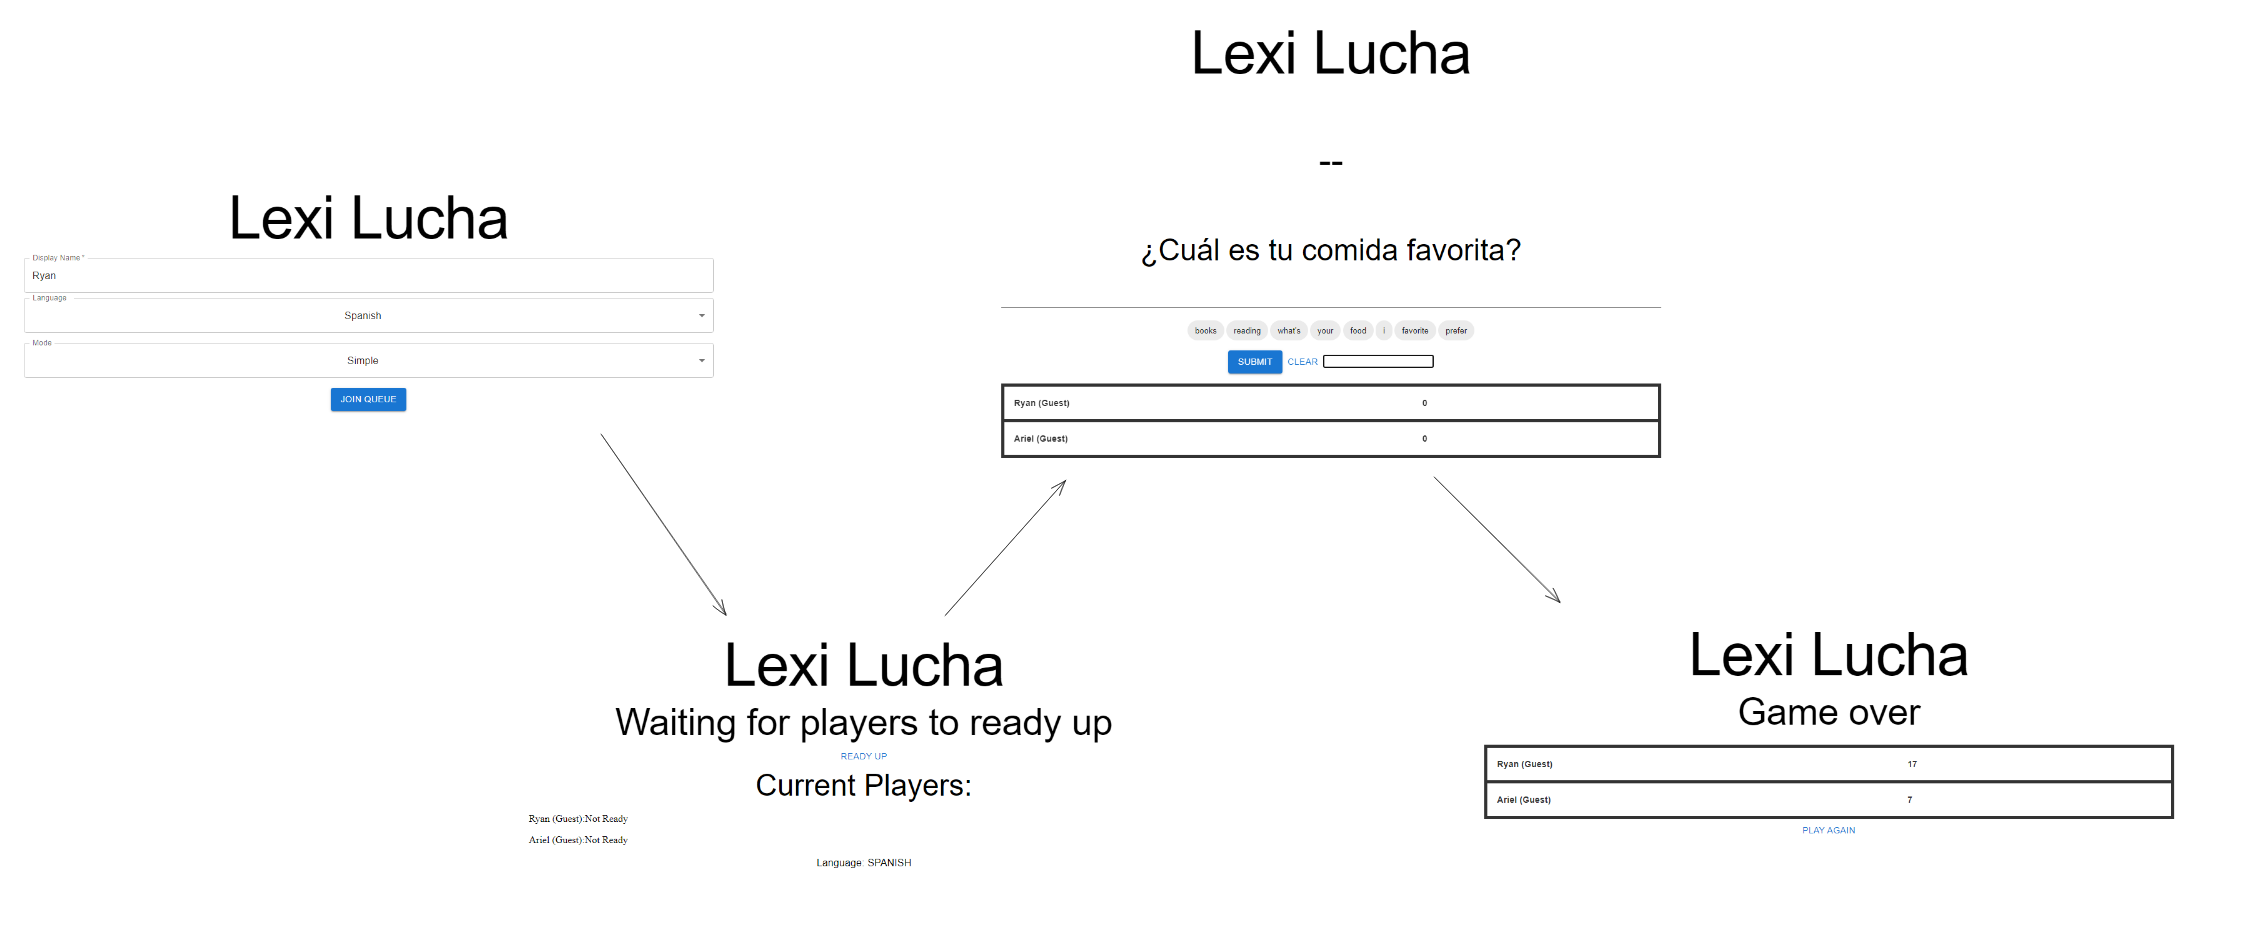 Lexi Lucha
Display Name *
Ryan
Language
Spanish
Mode
Simple
JOIN QUEUE
Lexi Lucha
Waiting for players to ready up
READY UP
Current Players:
Ryan (Guest):Not Ready
Ariel (Guest):Not Ready
Language: SPANISH
Lexi Lucha
--
¿Cuál es tu comida favorita?
books reading what's your food i favorite prefer
SUBMIT CLEAR
Ryan (Guest) 0
Ariel (Guest) 0
Lexi Lucha
Game over
Ryan (Guest) 17
Ariel (Guest) 7
PLAY AGAIN